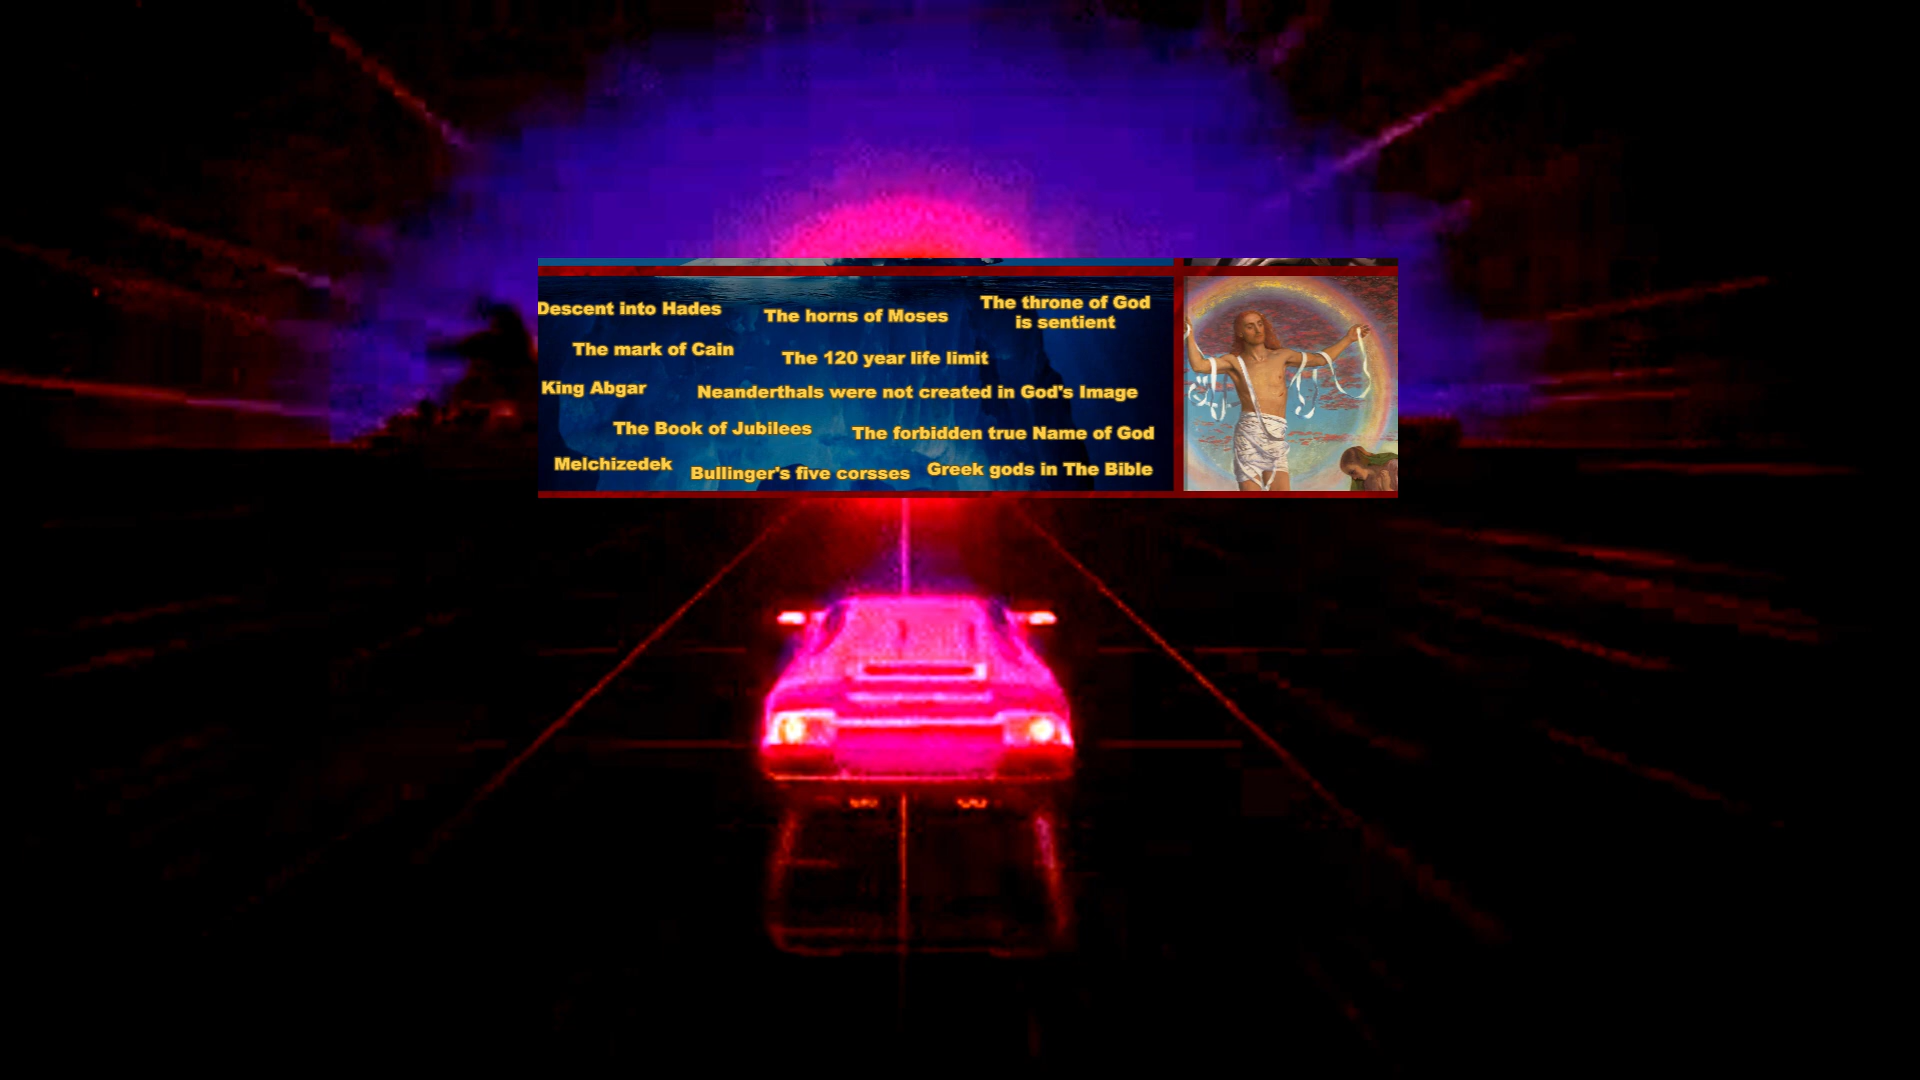 Descent into Hades
The horns of Moses
The throne of God
is sentient
The mark of Cain
The 120 year life limit
King Abgar
Neanderthals were not created in God's Image
The Book of Jubilees
The forbidden true Name of God
Melchizedek
Bullinger's five corsses
Greek gods in The Bible